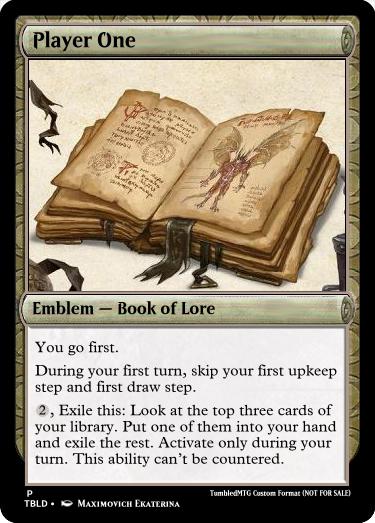 Player One
Emblem — Book of Lore
You go first.
During your first turn, skip your first upkeep
step and first draw step.
2, Exile this: Look at the top three cards of
your library. Put one of them into your hand
and exile the rest. Activate only during your
turn. This ability can't be countered.
P
TBLD • Maximovich Ekaterina
TumbledMTG Custom Format (NOT FOR SALE)